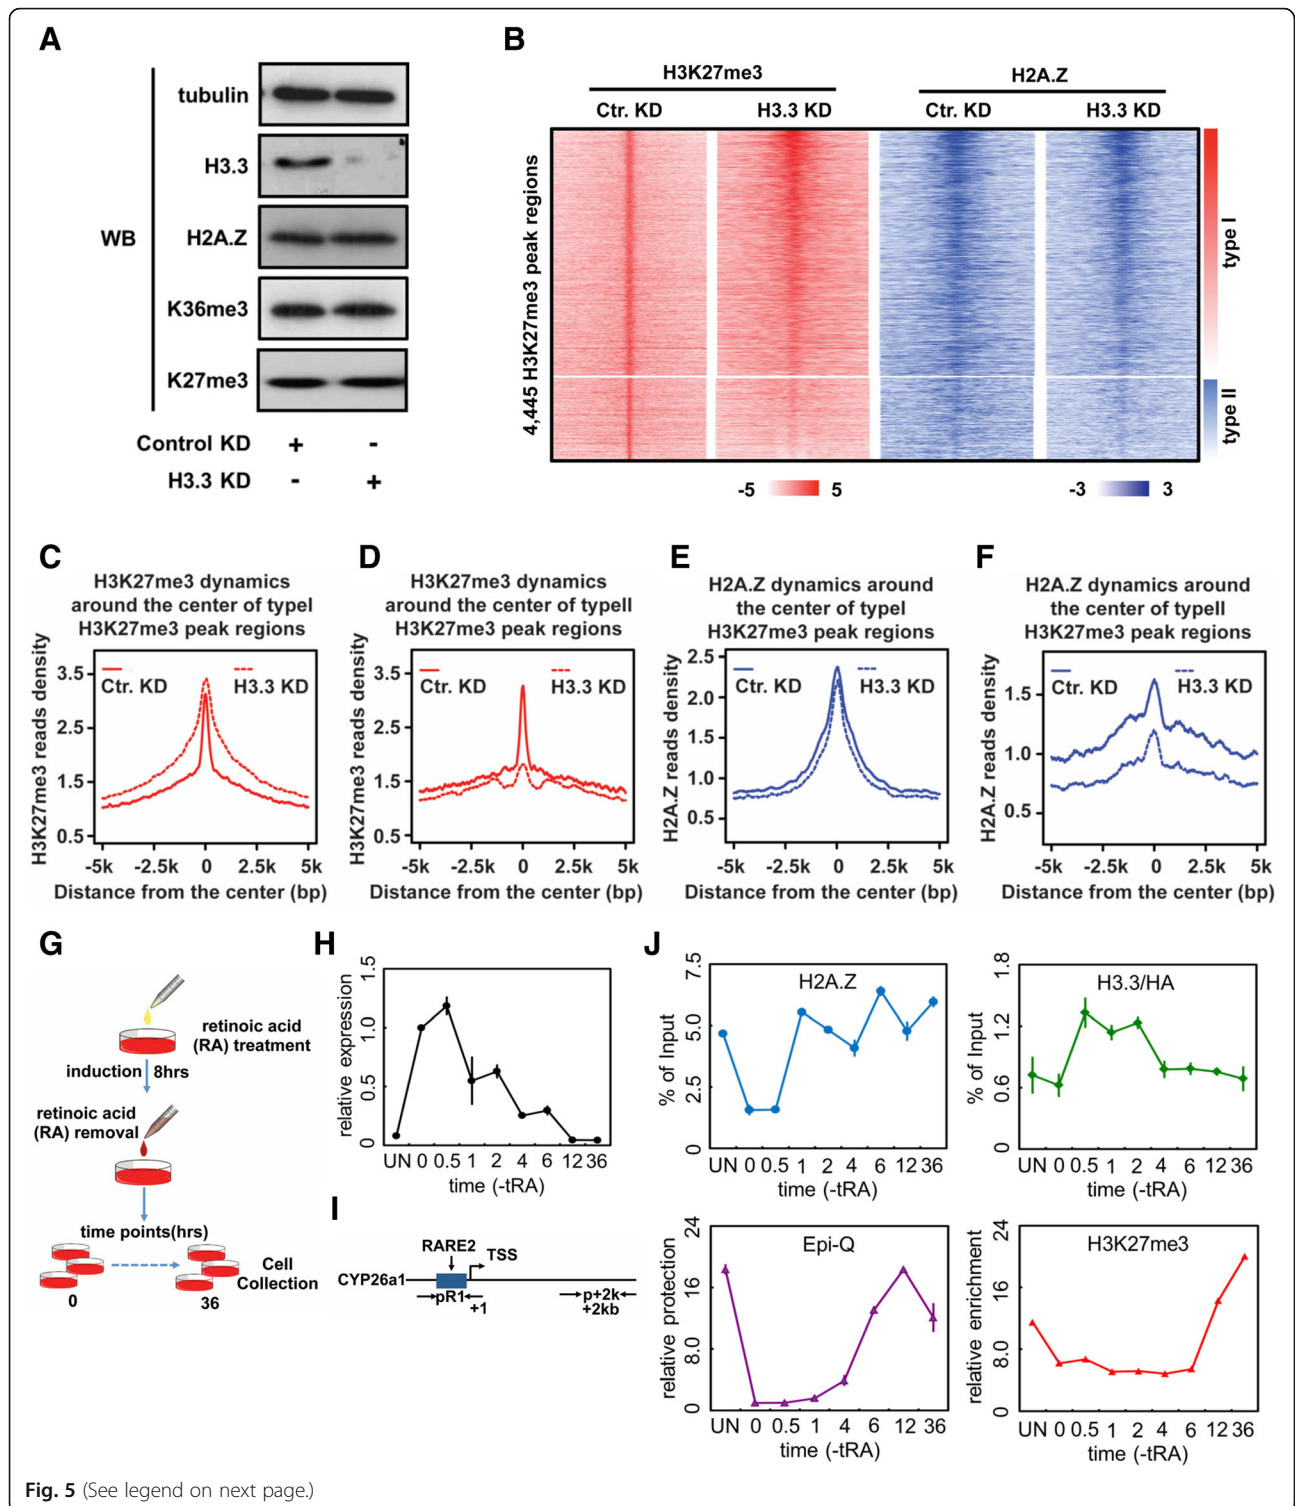 A
WB
tubulin
H3.3
H2A.Z
K36me3
K27me3
Control KD + -
H3.3 KD - +
B
H3K27me3
H2A.Z
Ctr. KD
H3.3 KD
Ctr. KD
H3.3 KD
4,445 H3K27me3 peak regions
type I
type II
-5 5
-3 3
C
H3K27me3 dynamics
around the center of typeI
H3K27me3 peak regions
H3K27me3 reads density
3.5
2.5
1.5
0.5
Ctr. KD
H3.3 KD
-5k -2.5k 0 2.5k 5k
Distance from the center (bp)
D
H3K27me3 dynamics
around the center of typeII
H3K27me3 peak regions
H3K27me3 reads density
3.5
2.5
1.5
0.5
Ctr. KD
H3.3 KD
-5k -2.5k 0 2.5k 5k
Distance from the center (bp)
E
H2A.Z dynamics around
the center of typeI
H3K27me3 peak regions
H2A.Z reads density
2.5
2.0
1.5
1.0
0.5
Ctr. KD
H3.3 KD
-5k -2.5k 0 2.5k 5k
Distance from the center (bp)
F
H2A.Z dynamics around
the center of typeII
H3K27me3 peak regions
H2A.Z reads density
1.5
1.0
0.5
Ctr. KD
H3.3 KD
-5k -2.5k 0 2.5k 5k
Distance from the center (bp)
G
retinoic acid
(RA) treatment
induction 8hrs
retinoic acid
(RA) removal
time points(hrs)
Cell
Collection
0 36
H
relative expression
1.5
1.0
0.5
0
UN 0 0.5 1 2 4 6 12 36
time (-tRA)
I
RARE2
TSS
CYP26a1
pR1
+1
p+2k
+2kb
J
H2A.Z
% of Input
7.5
5.0
2.5
0
UN 0 0.5 1 2 4 6 12 36
time (-tRA)
H3.3/HA
% of Input
1.8
1.2
0.6
0
UN 0 0.5 1 2 4 6 12 36
time (-tRA)
Epi-Q
relative protection
24
16
8.0
0
UN 0 0.5 1 4 6 12 36
time (-tRA)
H3K27me3
relative enrichment
24
16
8.0
0
UN 0 0.5 1 2 4 6 12 36
time (-tRA)
Fig. 5 (See legend on next page.)